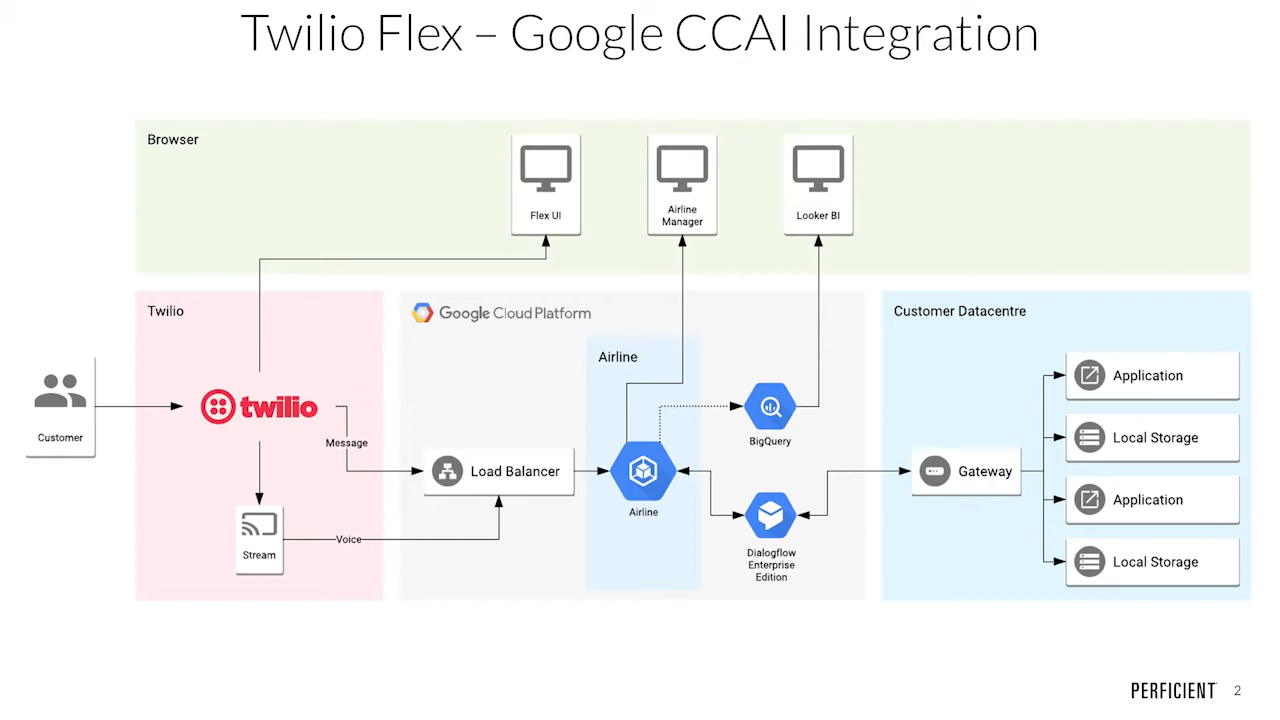 Twilio Flex – Google CCAI Integration
Browser
Flex UI
Airline
Manager
Looker BI
Twilio
Google Cloud Platform
Customer Datacentre
Airline
Customer
twilio
Message
Stream
Voice
Load Balancer
Airline
BigQuery
Dialogflow
Enterprise
Edition
Gateway
Application
Local Storage
Application
Local Storage
PERFICIENT
2